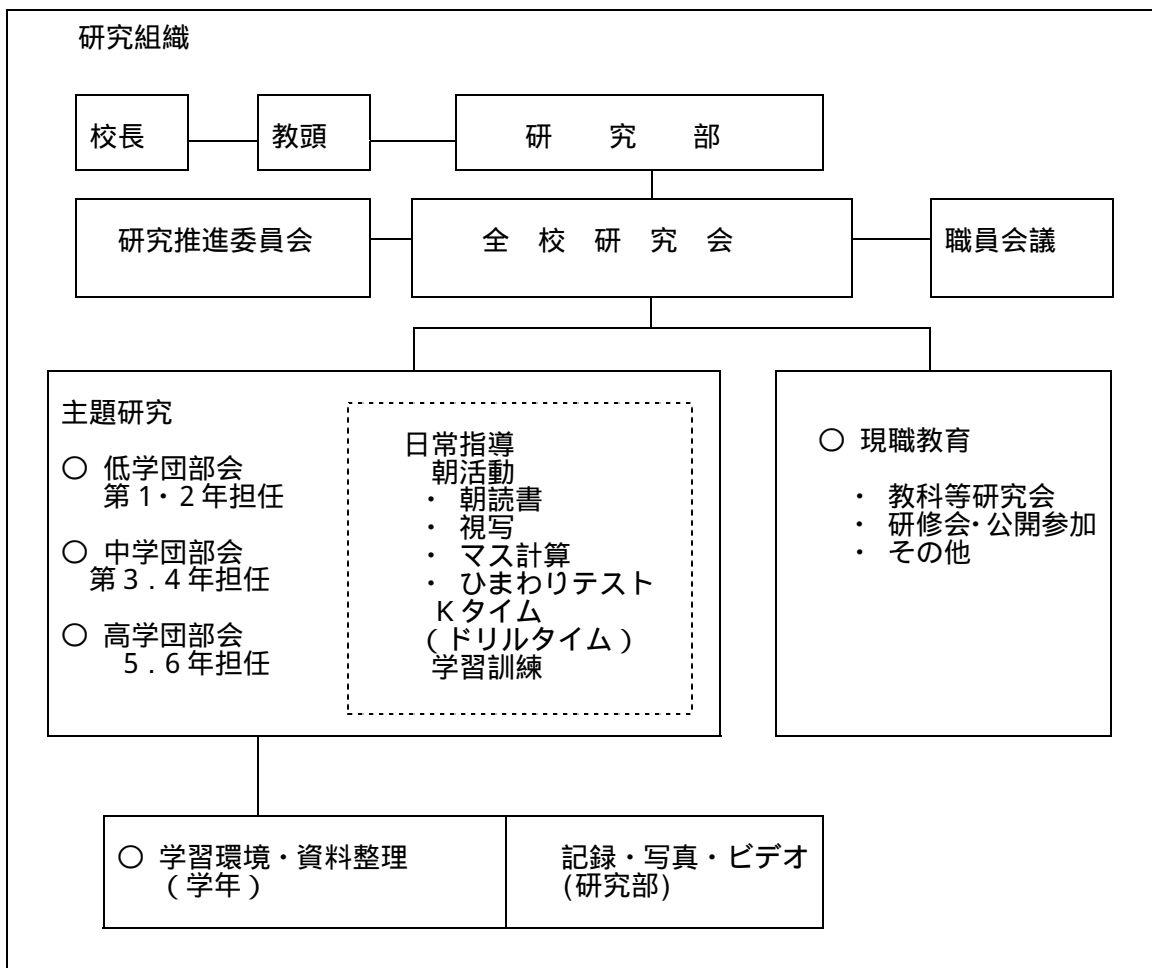 研究組織
校長
教頭
研 究 部
研究推進委員会
全 校 研 究 会
職員会議
主題研究
○ 低学団部会
第1・2年担任
○ 中学団部会
第3.4年担任
○ 高学団部会
5.6年担任
日常指導
朝活動
・ 朝読書
・ 視写
・ マス計算
・ ひまわりテスト
Kタイム
(ドリルタイム)
学習訓練
○ 現職教育
・ 教科等研究会
・ 研修会・公開参加
・ その他
○ 学習環境・資料整理
(学年)
記録・写真・ビデオ
(研究部)